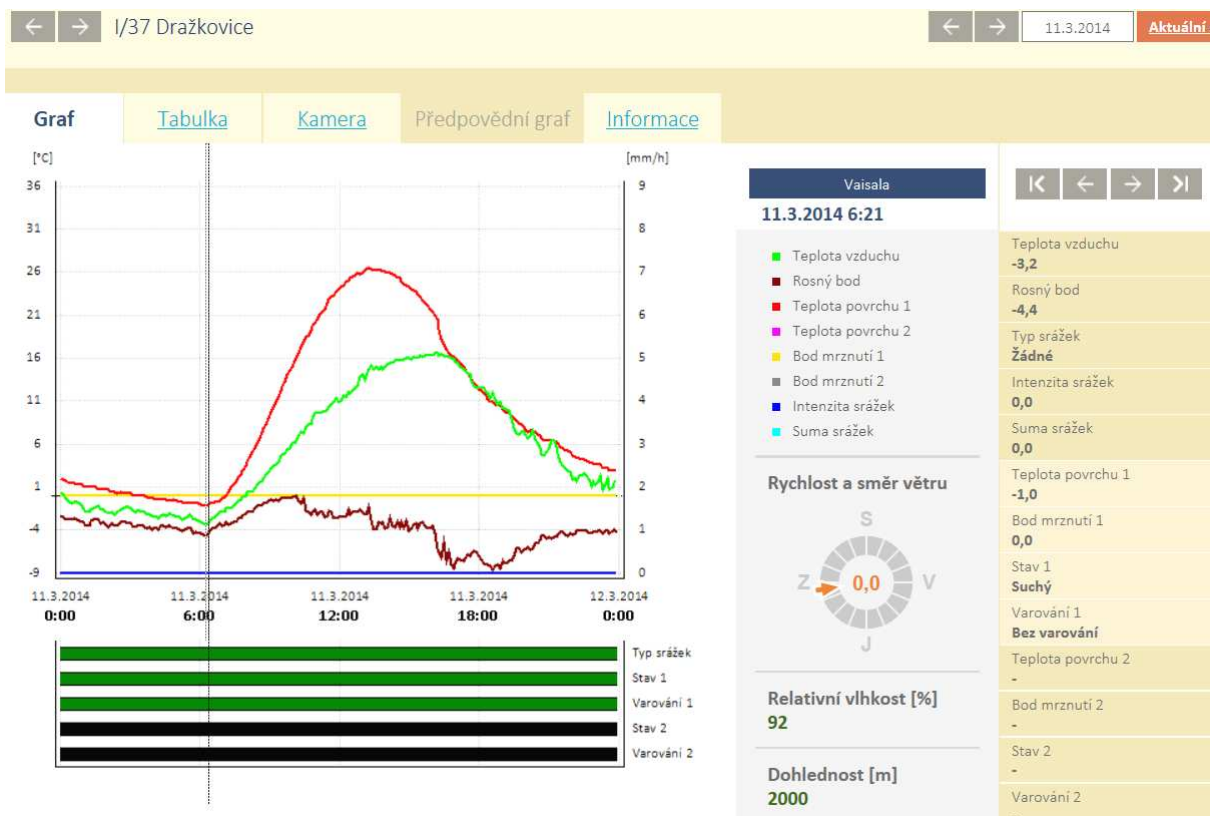 I/37 Dražkovice
11.3.2014
Aktuální
Graf
Tabulka
Kamera
Předpovědní graf
Informace
[°C]
[mm/h]
36
31
26
21
16
11
6
1
-4
-9
9
8
7
6
5
4
3
2
1
0
11.3.2014
0:00
11.3.2014
6:00
11.3.2014
12:00
11.3.2014
18:00
12.3.2014
0:00
Typ srážek
Stav 1
Varování 1
Stav 2
Varování 2
Vaisala
11.3.2014 6:21
Teplota vzduchu
Rosný bod
Teplota povrchu 1
Teplota povrchu 2
Bod mrznutí 1
Bod mrznutí 2
Intenzita srážek
Suma srážek
Rychlost a směr větru
S
Z
0,0
V
J
Relativní vlhkost [%]
92
Dohlednost [m]
2000
Teplota vzduchu
-3,2
Rosný bod
-4,4
Typ srážek
Žádné
Intenzita srážek
0,0
Suma srážek
0,0
Teplota povrchu 1
-1,0
Bod mrznutí 1
0,0
Stav 1
Suchý
Varování 1
Bez varování
Teplota povrchu 2
-
Bod mrznutí 2
-
Stav 2
-
Varování 2